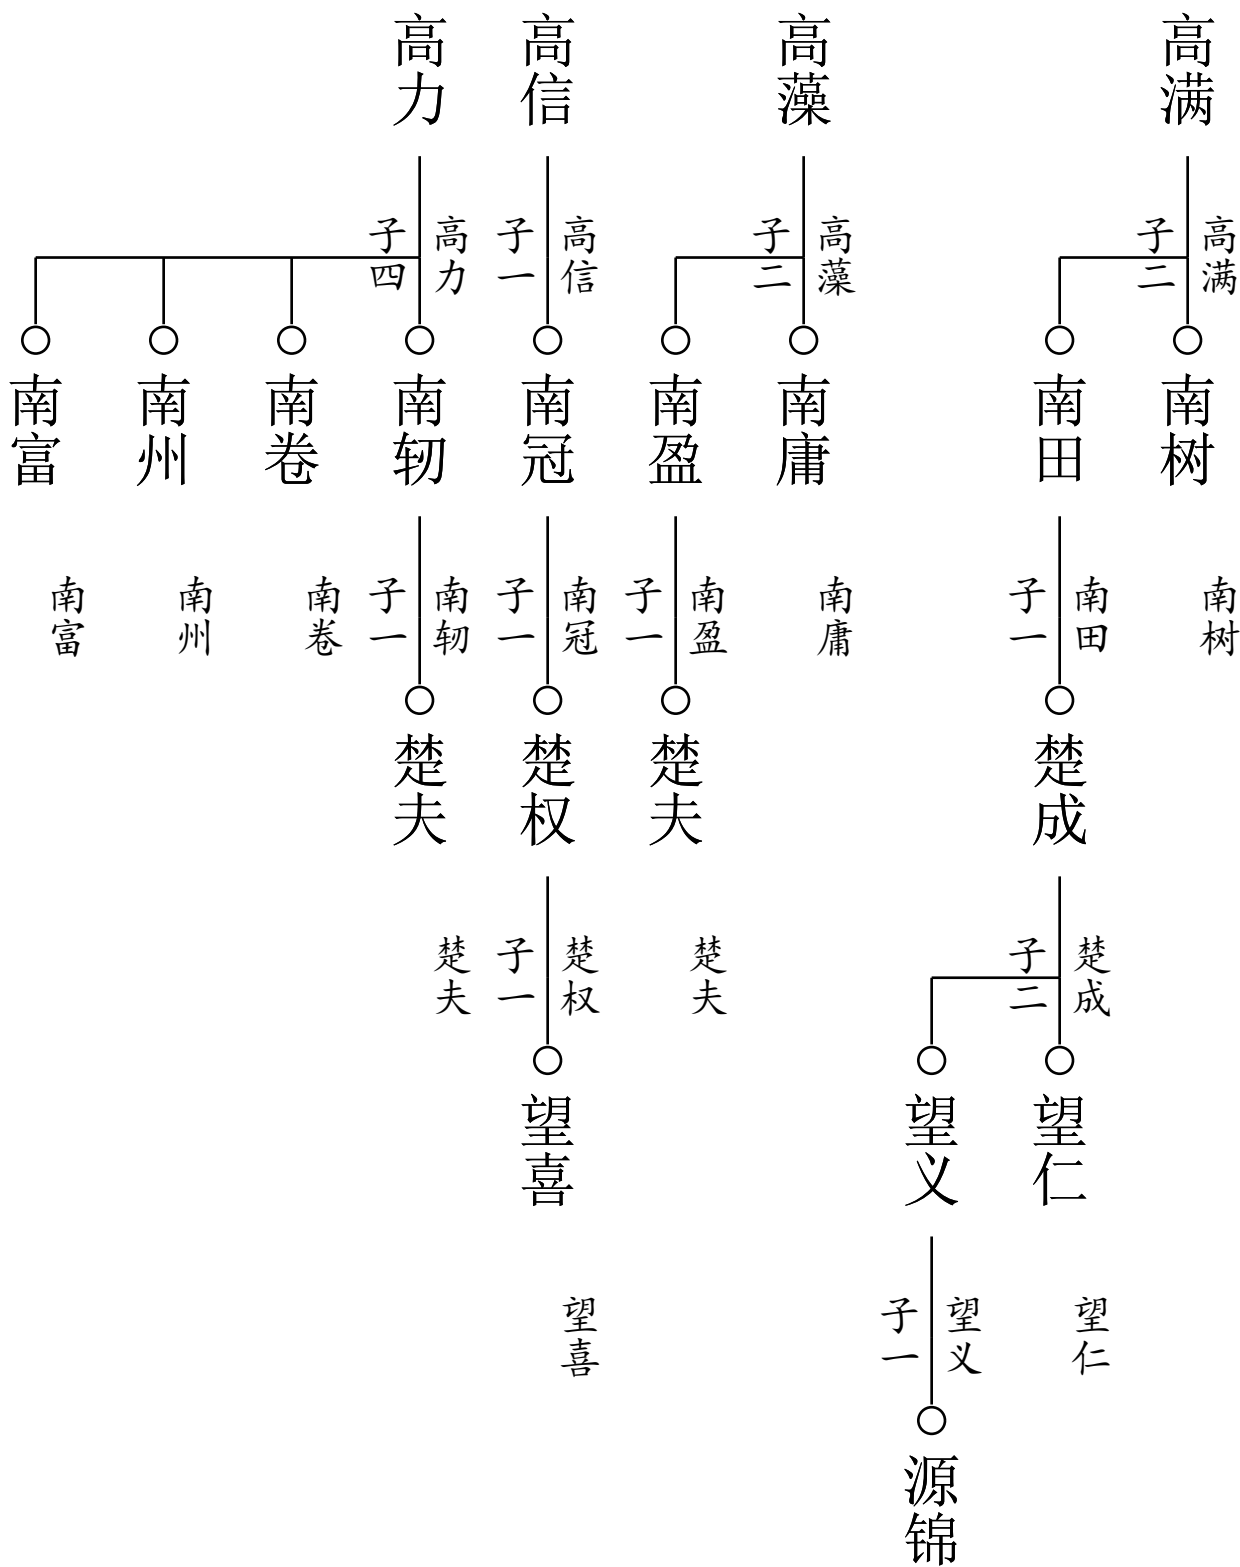 高满
高藻
高信
高力
高满
子二
高藻
子二
高信
子一
高力
子四
南树
南田
南庸
南盈
南冠
南轫
南卷
南州
南富
南树
南田
子一
南庸
南盈
子一
南冠
子一
南轫
子一
南卷
南州
南富
楚成
楚夫
楚权
楚夫
楚成
子二
楚夫
楚权
子一
楚夫
望仁
望义
望喜
望仁
望义
子一
望喜
源锦